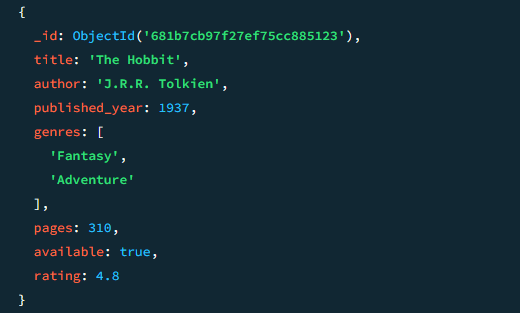 {
  _id: ObjectId('681b7cb97f27ef75cc885123'),
  title: 'The Hobbit',
  author: 'J.R.R. Tolkien',
  published_year: 1937,
  genres: [
    'Fantasy',
    'Adventure'
  ],
  pages: 310,
  available: true,
  rating: 4.8
}